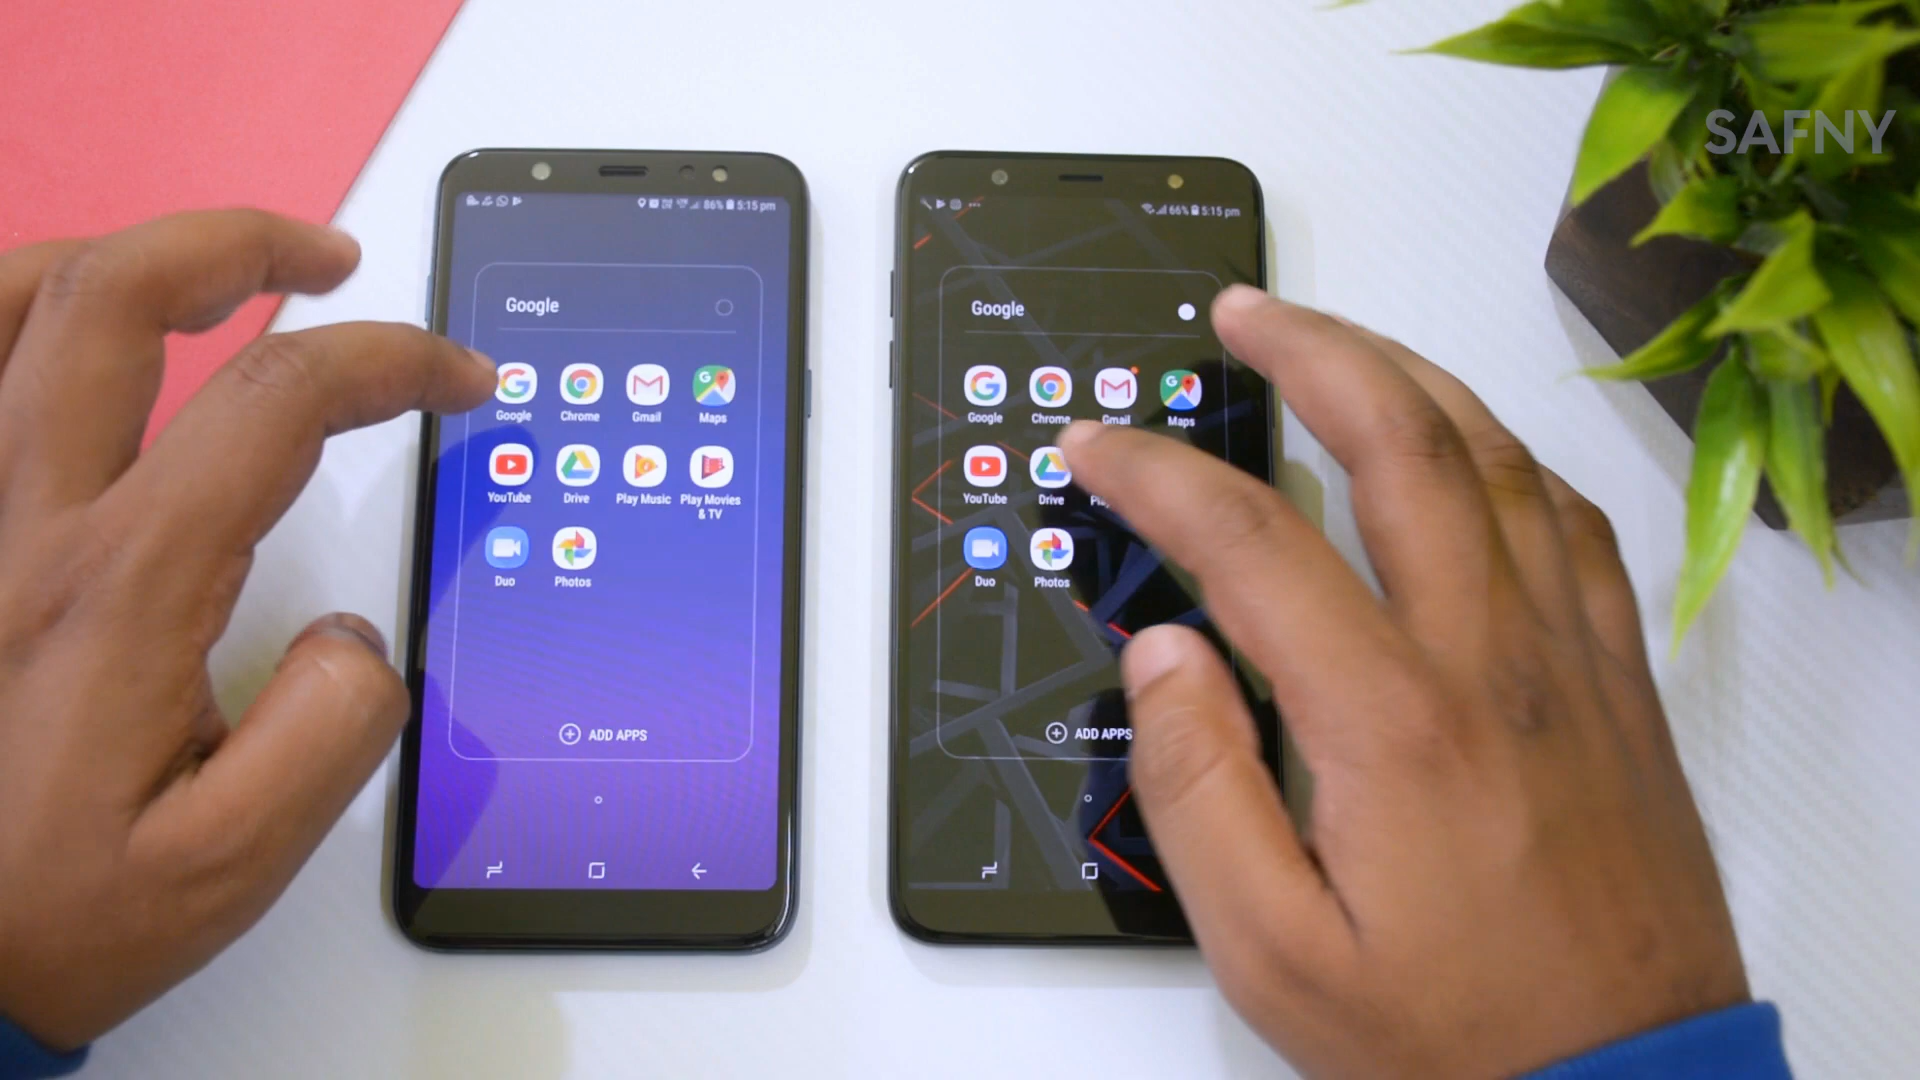 SAFNY
86% 5:15 pm
Google
Google
Chrome
Gmail
Maps
YouTube
Drive
Play Music
Play Movies
& TV
Duo
Photos
ADD APPS
66% 5:15 pm
Google
Google
Chrome
Gmail
Maps
YouTube
Drive
Duo
Photos
ADD APPS